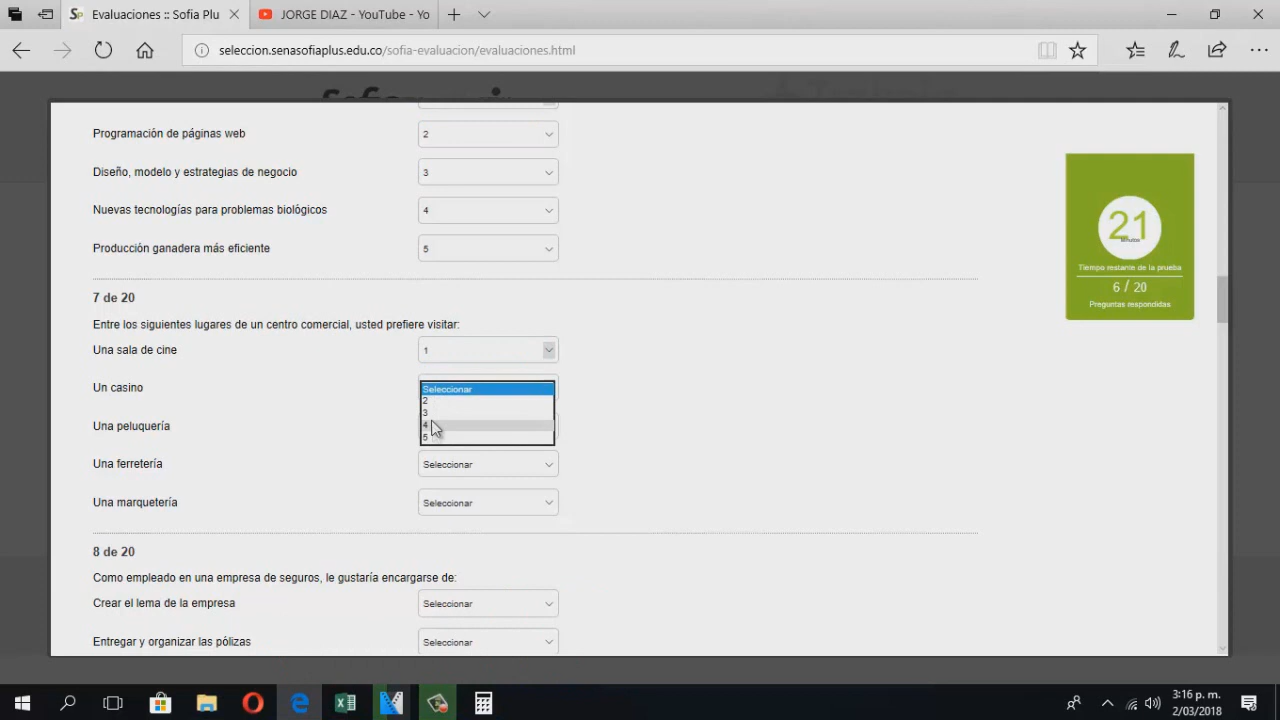 Evaluaciones :: Sofia Plu
JORGE DIAZ - YouTube - Yo
seleccion.senasofiaplus.edu.co/sofia-evaluacion/evaluaciones.html
Programación de páginas web
2
Diseño, modelo y estrategias de negocio
3
Nuevas tecnologías para problemas biológicos
4
Producción ganadera más eficiente
5
21
Minutos
Tiempo restante de la prueba
6 / 20
Preguntas respondidas
7 de 20
Entre los siguientes lugares de un centro comercial, usted prefiere visitar:
Una sala de cine
1
Un casino
Seleccionar
2
3
4
5
Una peluquería
Una ferretería
Seleccionar
Una marquetería
Seleccionar
8 de 20
Como empleado en una empresa de seguros, le gustaría encargarse de:
Crear el lema de la empresa
Seleccionar
Entregar y organizar las pólizas
Seleccionar
3:16 p. m.
2/03/2018